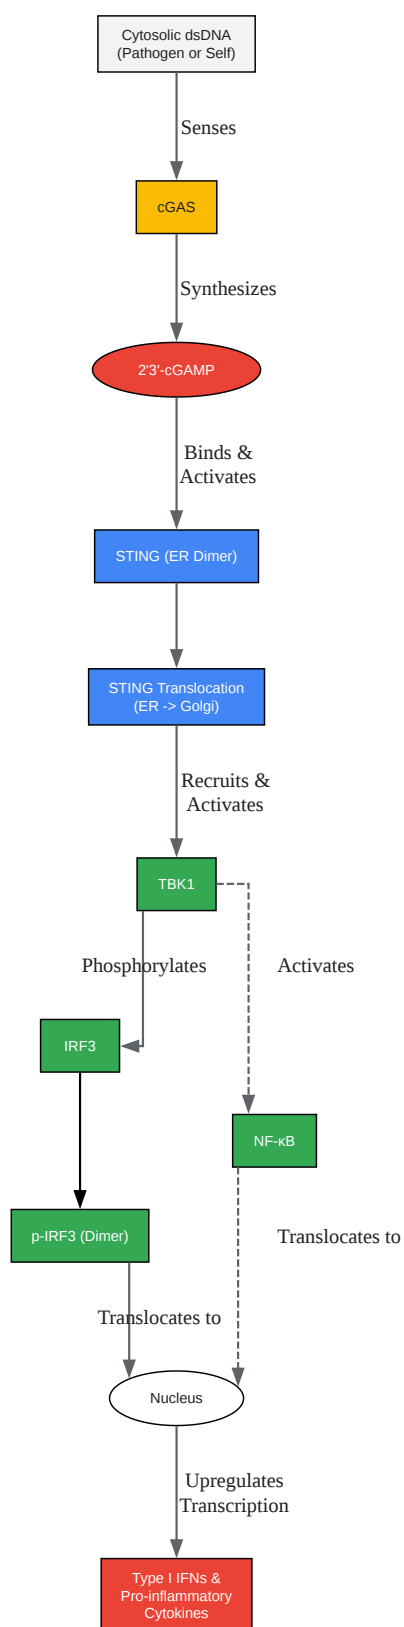 Cytosolic dsDNA
(Pathogen or Self)
Senses
cGAS
Synthesizes
2'3'-cGAMP
Binds &
Activates
STING (ER Dimer)
STING Translocation
(ER -> Golgi)
Recruits &
Activates
TBK1
Phosphorylates
Activates
IRF3
NF-κB
p-IRF3 (Dimer)
Translocates to
Translocates to
Nucleus
Upregulates
Transcription
Type I IFNs &
Pro-inflammatory
Cytokines